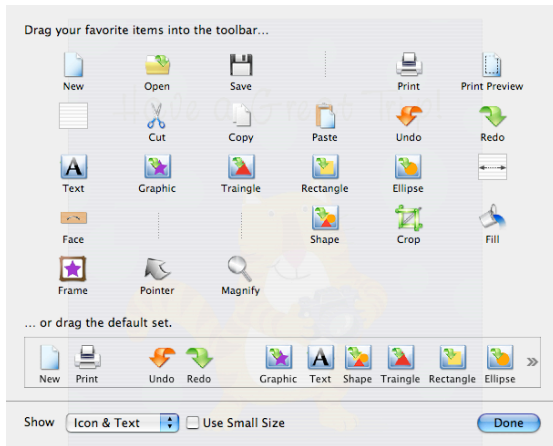 Drag your favorite items into the toolbar...
New Open Save Print Print Preview
Cut Copy Paste Undo Redo
Text Graphic Traingle Rectangle Ellipse
Face Shape Crop Fill
Frame Pointer Magnify
... or drag the default set.
New Print Undo Redo Graphic Text Shape Traingle Rectangle Ellipse
Show Icon & Text Use Small Size Done